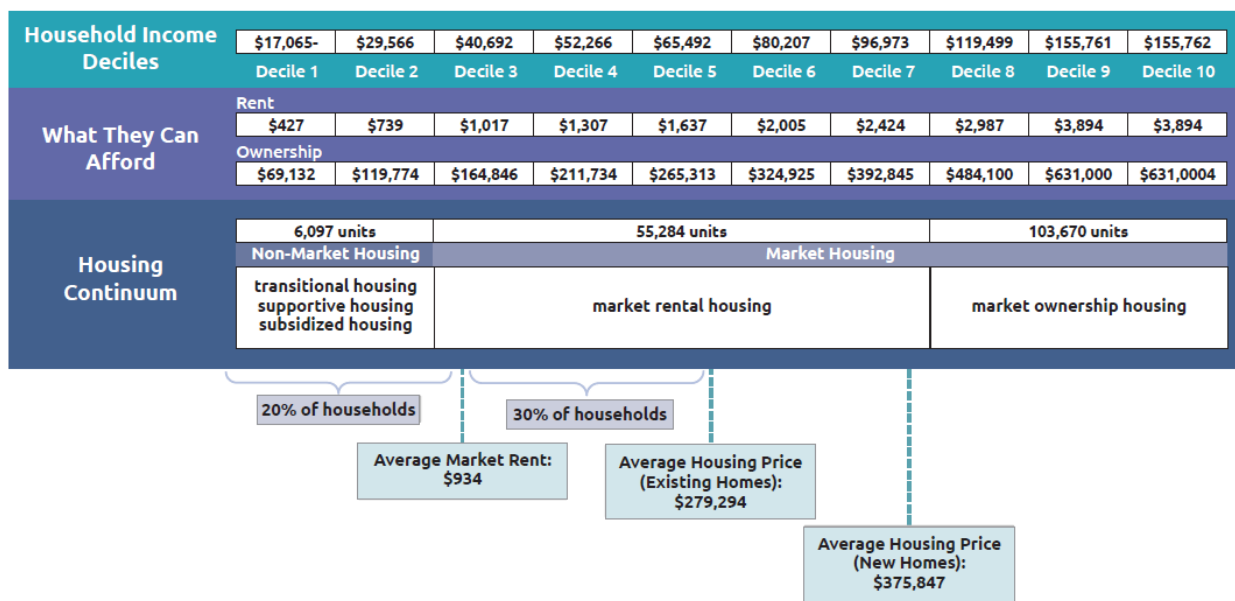 Household Income
Deciles
$17,065- $29,566 $40,692 $52,266 $65,492 $80,207 $96,973 $119,499 $155,761 $155,762
Decile 1 Decile 2 Decile 3 Decile 4 Decile 5 Decile 6 Decile 7 Decile 8 Decile 9 Decile 10
What They Can
Afford
Rent
$427 $739 $1,017 $1,307 $1,637 $2,005 $2,424 $2,987 $3,894 $3,894
Ownership
$69,132 $119,774 $164,846 $211,734 $265,313 $324,925 $392,845 $484,100 $631,000 $631,0004
Housing
Continuum
6,097 units 55,284 units 103,670 units
Non-Market Housing Market Housing
transitional housing
supportive housing
subsidized housing
market rental housing
market ownership housing
20% of households
30% of households
Average Market Rent:
$934
Average Housing Price
(Existing Homes):
$279,294
Average Housing Price
(New Homes):
$375,847